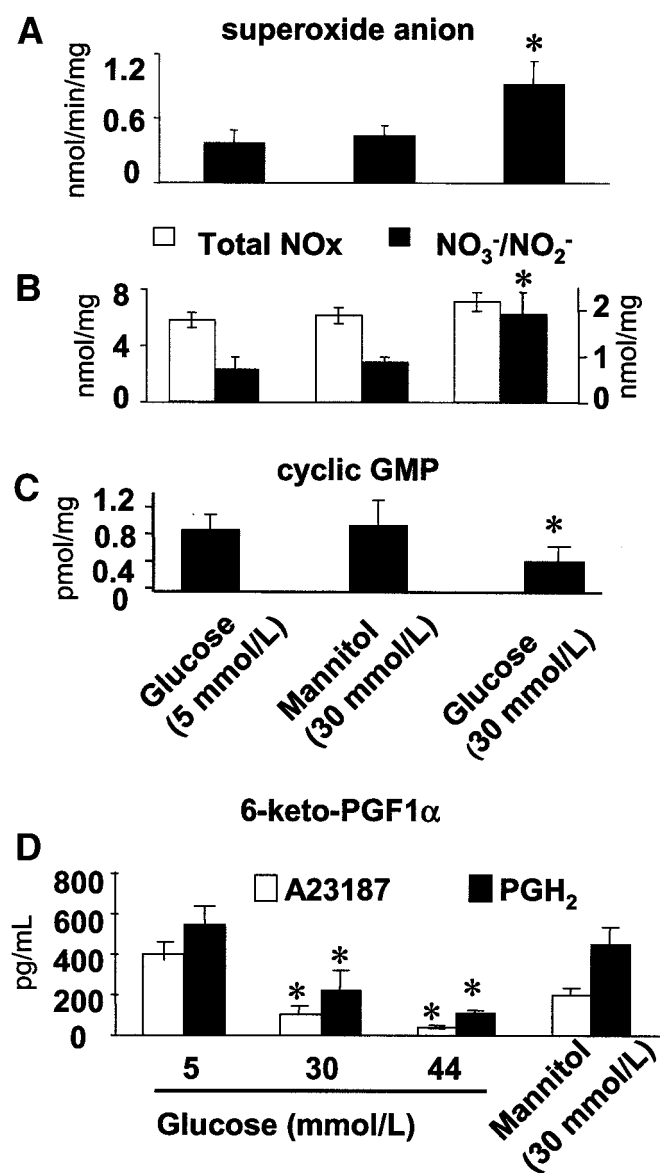 A superoxide anion
*
1.2
0.6
0
nmol/min/mg
Total NOx NO₃⁻/NO₂⁻
B
*
8
4
0
nmol/mg
2
1
0
nmol/mg
C cyclic GMP
*
1.2
0.8
0.4
0
pmol/mg
Glucose
(5 mmol/L)
Mannitol
(30 mmol/L)
Glucose
(30 mmol/L)
6-keto-PGF1α
D
800
600
400
200
0
pg/mL
A23187 PGH₂
* * * *
5 30 44
Glucose (mmol/L)
Mannitol
(30 mmol/L)